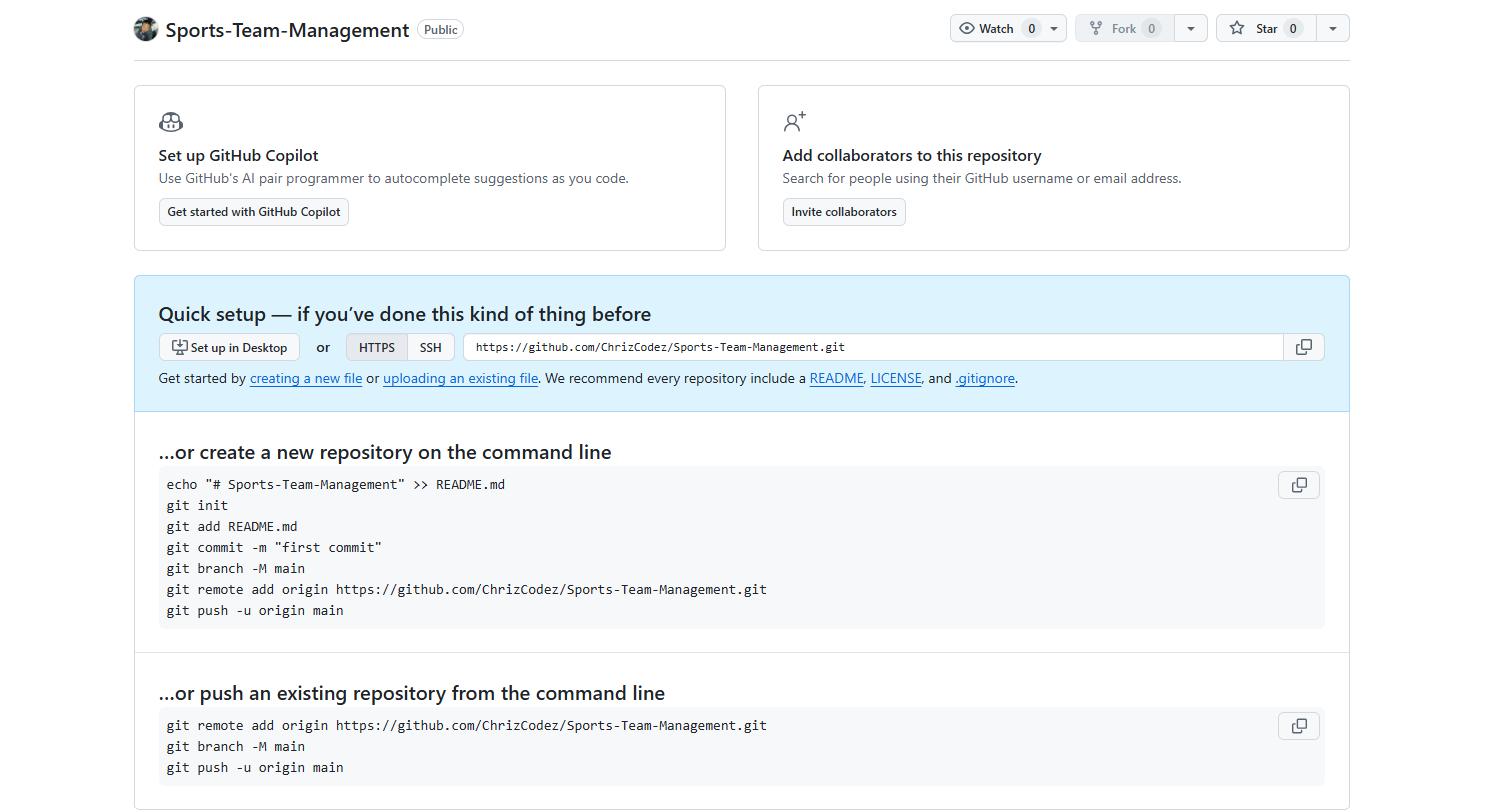 Sports-Team-Management Public Watch 0 Fork 0 Star 0
Set up GitHub Copilot
Use GitHub's AI pair programmer to autocomplete suggestions as you code.
Get started with GitHub Copilot
Add collaborators to this repository
Search for people using their GitHub username or email address.
Invite collaborators
Quick setup — if you’ve done this kind of thing before
Set up in Desktop or HTTPS SSH https://github.com/ChrizCodez/Sports-Team-Management.git
Get started by creating a new file or uploading an existing file. We recommend every repository include a README, LICENSE, and .gitignore.
…or create a new repository on the command line
echo "# Sports-Team-Management" >> README.md
git init
git add README.md
git commit -m "first commit"
git branch -M main
git remote add origin https://github.com/ChrizCodez/Sports-Team-Management.git
git push -u origin main
…or push an existing repository from the command line
git remote add origin https://github.com/ChrizCodez/Sports-Team-Management.git
git branch -M main
git push -u origin main